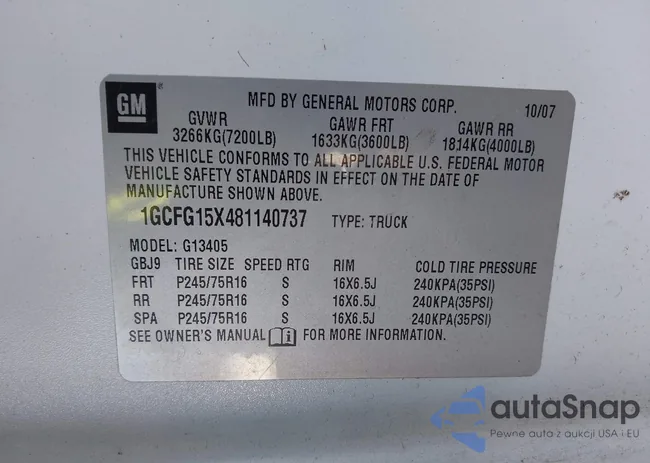 GM
MFD BY GENERAL MOTORS CORP. 10/07
GVWR GAWR FRT GAWR RR
3266KG(7200LB) 1633KG(3600LB) 1814KG(4000LB)
THIS VEHICLE CONFORMS TO ALL APPLICABLE U.S. FEDERAL MOTOR
VEHICLE SAFETY STANDARDS IN EFFECT ON THE DATE OF
MANUFACTURE SHOWN ABOVE.
1GCFG15X481140737 TYPE: TRUCK
MODEL: G13405
GBJ9 TIRE SIZE SPEED RTG RIM COLD TIRE PRESSURE
FRT P245/75R16 S 16X6.5J 240KPA(35PSI)
RR P245/75R16 S 16X6.5J 240KPA(35PSI)
SPA P245/75R16 S 16X6.5J 240KPA(35PSI)
SEE OWNER'S MANUAL FOR MORE INFORMATION.
autaSnap
Pewne auta z aukcji USA i EU